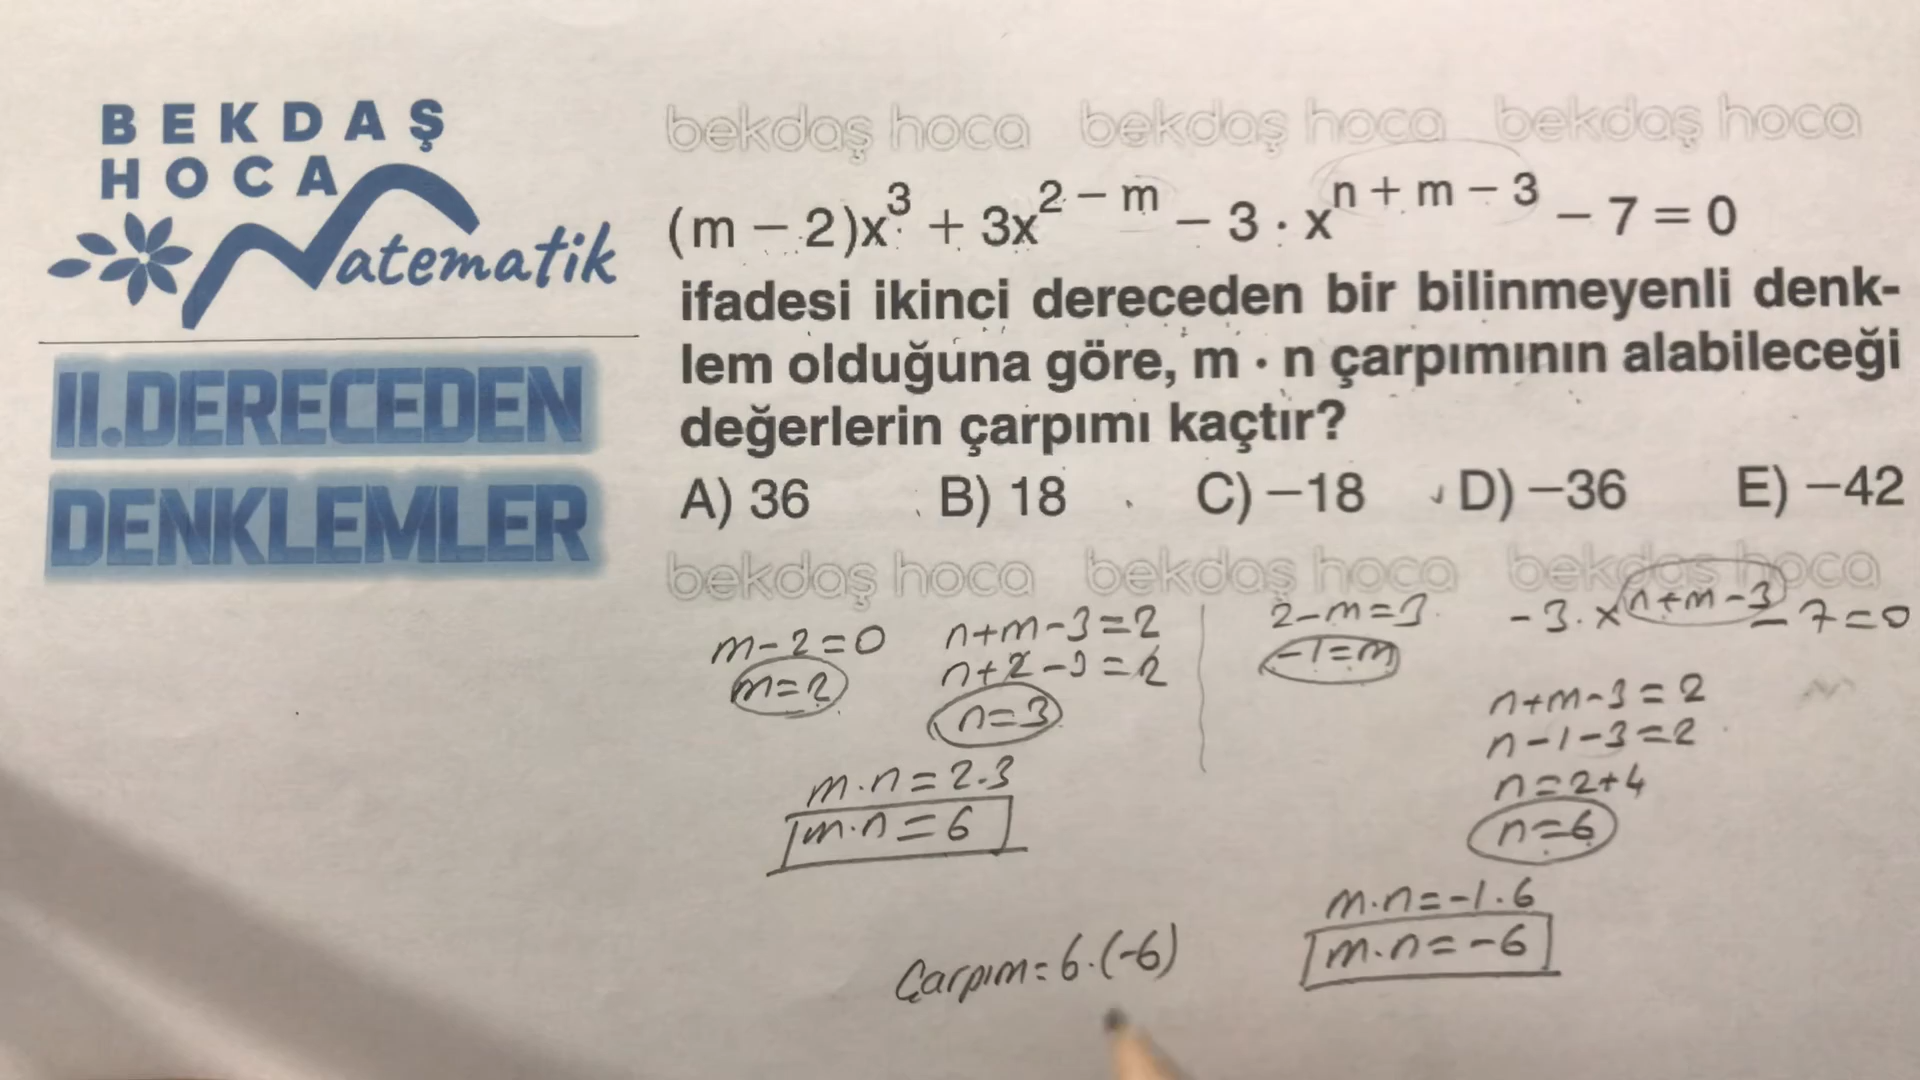 BEKDAŞ
HOCA
Matematik
II.DERECEDEN
DENKLEMLER
bekdaş hoca bekdaş hoca bekdaş hoca
(m − 2)x³ + 3x^{2 − m} − 3 · x^{n + m − 3} − 7 = 0
ifadesi ikinci dereceden bir bilinmeyenli denk-
lem olduğuna göre, m · n çarpımının alabileceği
değerlerin çarpımı kaçtır?
A) 36 B) 18 C) −18 D) −36 E) −42
bekdaş hoca bekdaş hoca bekdaş hoca
m-2=0
m=2
n+m-3=2
n+2-3=2
n=3
m.n=2.3
m.n=6
2-m=3
-1=m
-3.x^{n+m-3}-7=0
n+m-3=2
n-1-3=2
n=2+4
n=6
m.n=-1.6
m.n=-6
Çarpım=6.(-6)